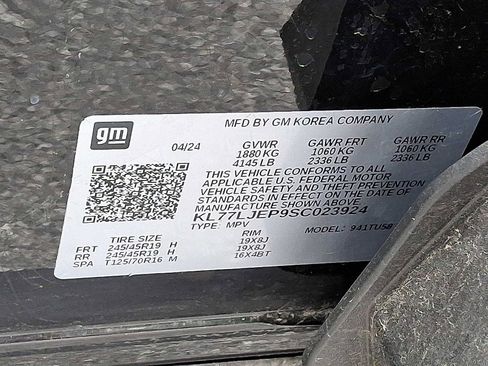 MFD BY GM KOREA COMPANY
gm
04/24 GVWR GAWR FRT GAWR RR
1880 KG 1060 KG 1060 KG
4145 LB 2336 LB 2336 LB
THIS VEHICLE CONFORMS TO ALL
APPLICABLE U.S. FEDERAL MOTOR
VEHICLE SAFETY AND THEFT PREVENTION
STANDARDS IN EFFECT ON THE DATE OF
MANUFACTURE SHOWN ABOVE.
KL77LJEP9SC023924
TYPE: MPV MODEL: 941TU58
TIRE SIZE RIM
FRT 245/45R19 H 19X8J
RR 245/45R19 H 19X8J
SPA T125/70R16 M 16X4BT